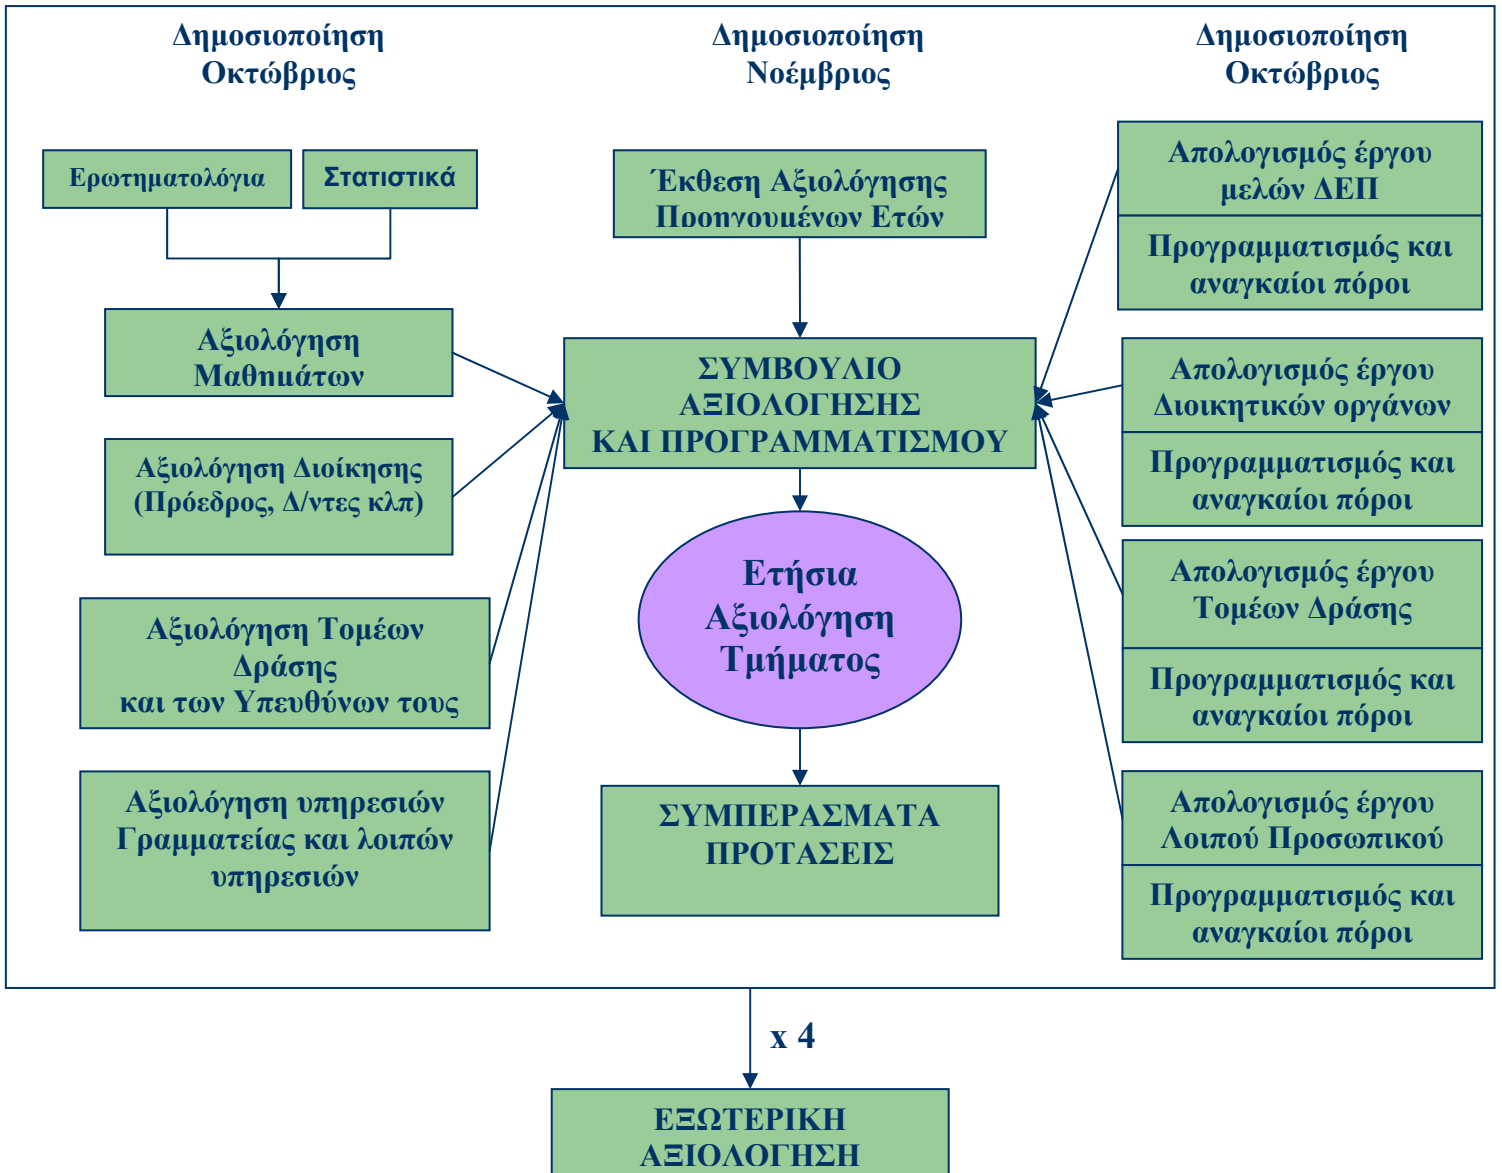 Δημοσιοποίηση
Οκτώβριος
Ερωτηματολόγια
Στατιστικά
Αξιολόγηση
Μαθημάτων
Αξιολόγηση Διοίκησης
(Πρόεδρος, Δ/ντες κλπ)
Αξιολόγηση Τομέων
Δράσης
και των Υπευθύνων τους
Αξιολόγηση υπηρεσιών
Γραμματείας και λοιπών
υπηρεσιών
Δημοσιοποίηση
Νοέμβριος
Έκθεση Αξιολόγησης
Προηγουμένων Ετών
ΣΥΜΒΟΥΛΙΟ
ΑΞΙΟΛΟΓΗΣΗΣ
ΚΑΙ ΠΡΟΓΡΑΜΜΑΤΙΣΜΟΥ
Ετήσια
Αξιολόγηση
Τμήματος
ΣΥΜΠΕΡΑΣΜΑΤΑ
ΠΡΟΤΑΣΕΙΣ
Δημοσιοποίηση
Οκτώβριος
Απολογισμός έργου
μελών ΔΕΠ
Προγραμματισμός και
αναγκαίοι πόροι
Απολογισμός έργου
Διοικητικών οργάνων
Προγραμματισμός και
αναγκαίοι πόροι
Απολογισμός έργου
Τομέων Δράσης
Προγραμματισμός και
αναγκαίοι πόροι
Απολογισμός έργου
Λοιπού Προσωπικού
Προγραμματισμός και
αναγκαίοι πόροι
x 4
ΕΞΩΤΕΡΙΚΗ
ΑΞΙΟΛΟΓΗΣΗ